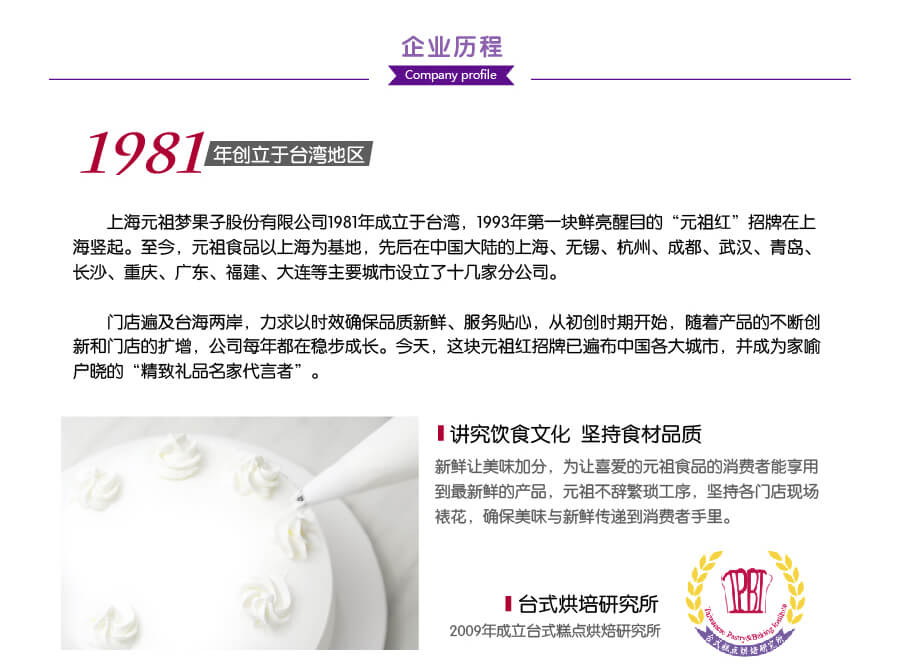 企业历程
Company profile
1981年创立于台湾地区
上海元祖梦果子股份有限公司1981年成立于台湾，1993年第一块鲜亮醒目的“元祖红”招牌在上
海竖起。至今，元祖食品以上海为基地，先后在中国大陆的上海、无锡、杭州、成都、武汉、青岛、
长沙、重庆、广东、福建、大连等主要城市设立了十几家分公司。
门店遍及台海两岸，力求以时效确保品质新鲜、服务贴心，从初创时期开始，随着产品的不断创
新和门店的扩增，公司每年都在稳步成长。今天，这块元祖红招牌已遍布中国各大城市，并成为家喻
户晓的“精致礼品名家代言者”。
讲究饮食文化 坚持食材品质
新鲜让美味加分，为让喜爱的元祖食品的消费者能享用
到最新鲜的产品，元祖不辞繁琐工序，坚持各门店现场
裱花，确保美味与新鲜传递到消费者手里。
台式烘培研究所
2009年成立台式糕点烘焙研究所
TPBI
Taiwanese Pastry & Baking Institute
台式糕点烘焙研究所